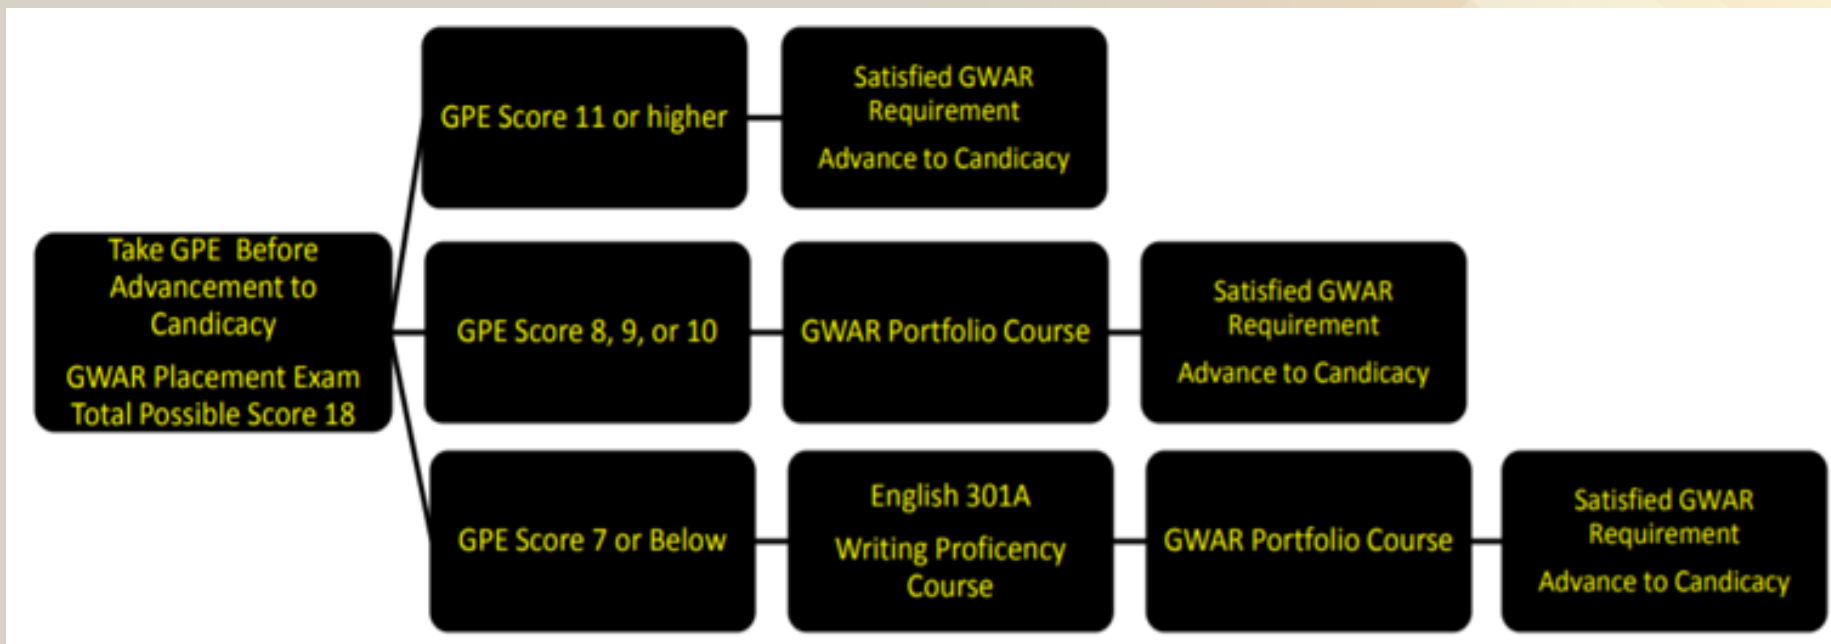 Take GPE  Before
Advancement to
Candicacy
GWAR Placement Exam
Total Possible Score 18
GPE Score 11 or higher
Satisfied GWAR
Requirement
Advance to Candicacy
GPE Score 8, 9, or 10
GWAR Portfolio Course
Satisfied GWAR
Requirement
Advance to Candicacy
GPE Score 7 or Below
English 301A
Writing Proficency
Course
GWAR Portfolio Course
Satisfied GWAR
Requirement
Advance to Candicacy